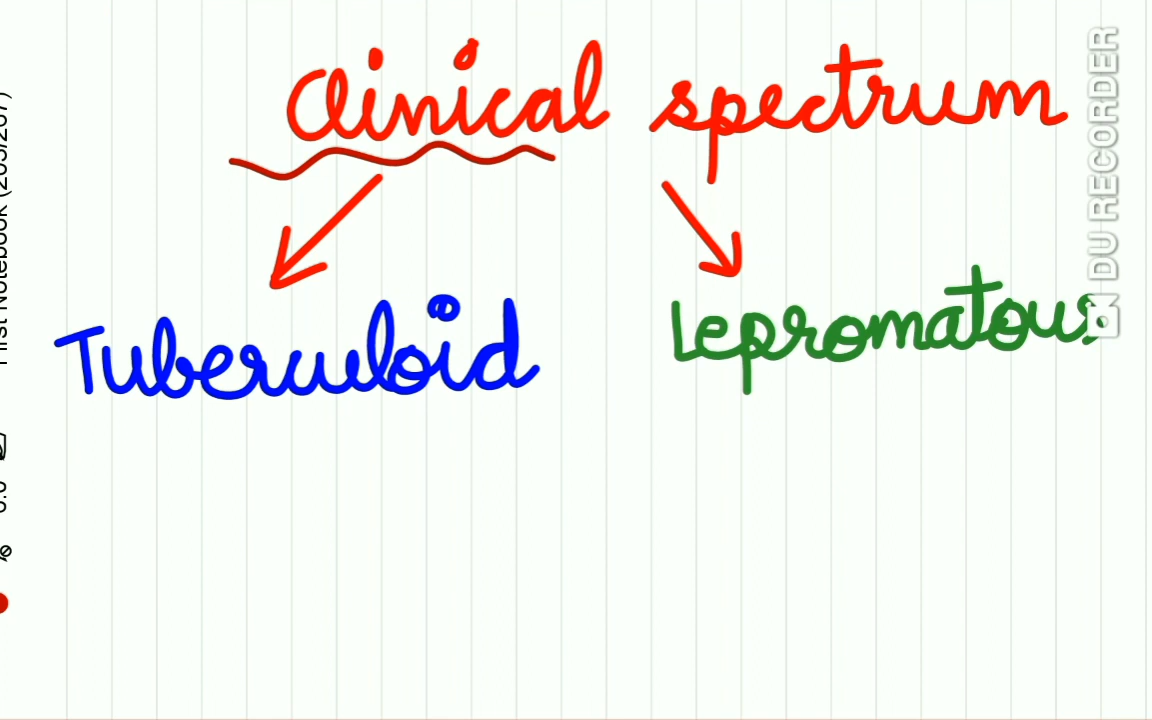 Clinical spectrum
Tuberculoid
Lepromatous
DU RECORDER